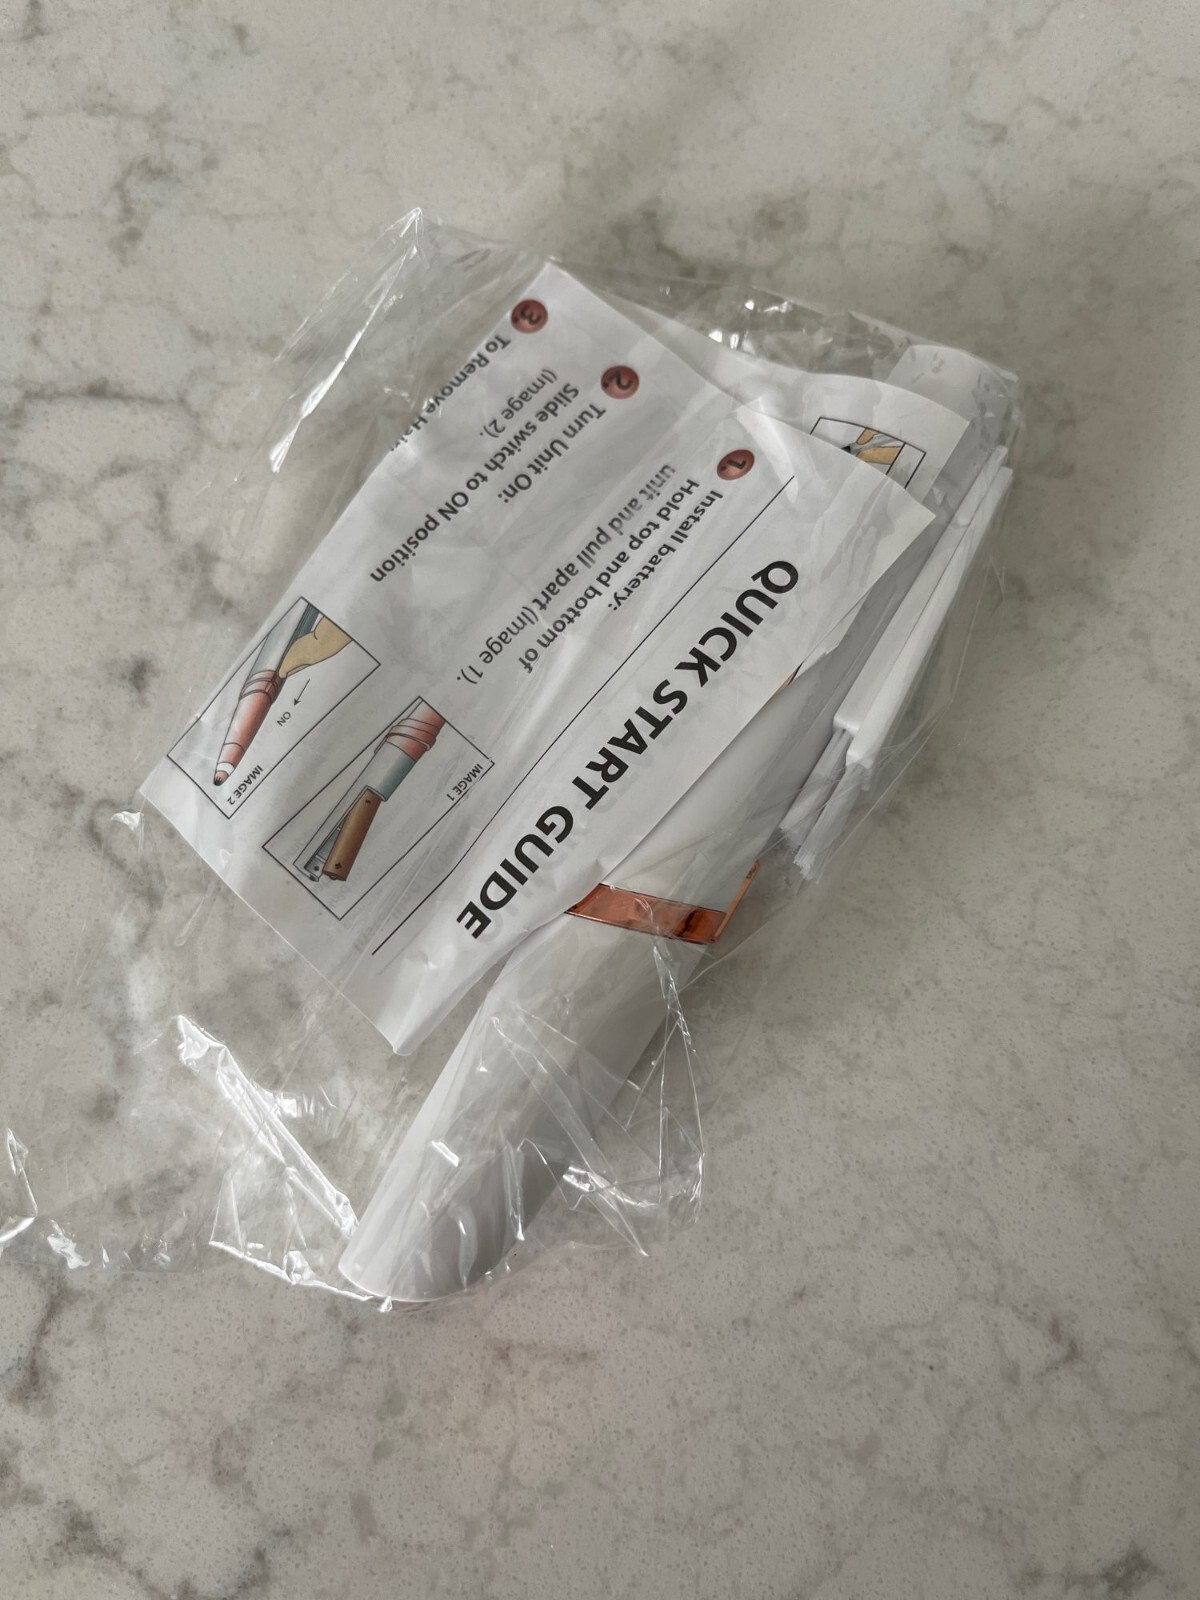 QUICK START GUIDE
1. Install battery:
Hold top and bottom of
unit and pull apart (Image 1).
IMAGE 1
2. Turn Unit On:
Slide switch to ON position
(Image 2).
ON
IMAGE 2
3. To Remove Hair: